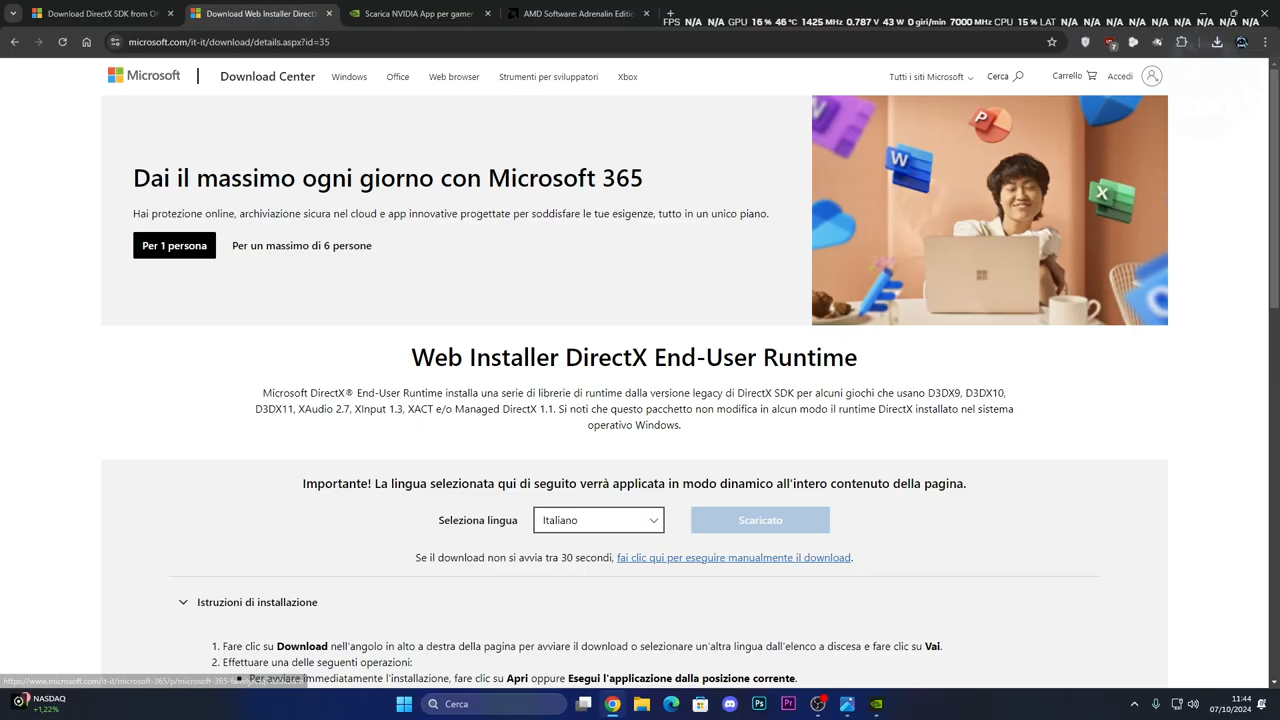 DirectX SDK from Of
Download Web Installer DirectX
Scarica NVIDIA App per gamer
AMD Software: Adrenalin Editio
FPS N/A N/A GPU 16 % 46 °C 1425 MHz 0.787 V 43 W 0 giri/min 7000 MHz CPU 15 % LAT N/A N/A N/A N/A N/A
microsoft.com/it-it/download/details.aspx?id=35
Microsoft
Download Center
Windows
Office
Web browser
Strumenti per sviluppatori
Xbox
Tutti i siti Microsoft
Cerca
Carrello
Accedi
Dai il massimo ogni giorno con Microsoft 365
Hai protezione online, archiviazione sicura nel cloud e app innovative progettate per soddisfare le tue esigenze, tutto in un unico piano.
Per 1 persona
Per un massimo di 6 persone
Web Installer DirectX End-User Runtime
Microsoft DirectX® End-User Runtime installa una serie di librerie di runtime dalla versione legacy di DirectX SDK per alcuni giochi che usano D3DX9, D3DX10,
D3DX11, XAudio 2.7, XInput 1.3, XACT e/o Managed DirectX 1.1. Si noti che questo pacchetto non modifica in alcun modo il runtime DirectX installato nel sistema
operativo Windows.
Importante! La lingua selezionata qui di seguito verrà applicata in modo dinamico all'intero contenuto della pagina.
Seleziona lingua
Italiano
Scaricato
Se il download non si avvia tra 30 secondi, fai clic qui per eseguire manualmente il download.
Istruzioni di installazione
1. Fare clic su Download nell'angolo in alto a destra della pagina per avviare il download o selezionare un'altra lingua dall'elenco a discesa e fare clic su Vai.
2. Effettuare una delle seguenti operazioni:
Per avviare immediatamente l'installazione, fare clic su Apri oppure Esegui l'applicazione dalla posizione corrente.
NASDAQ
+1,22%
Cerca
11:44
07/10/2024